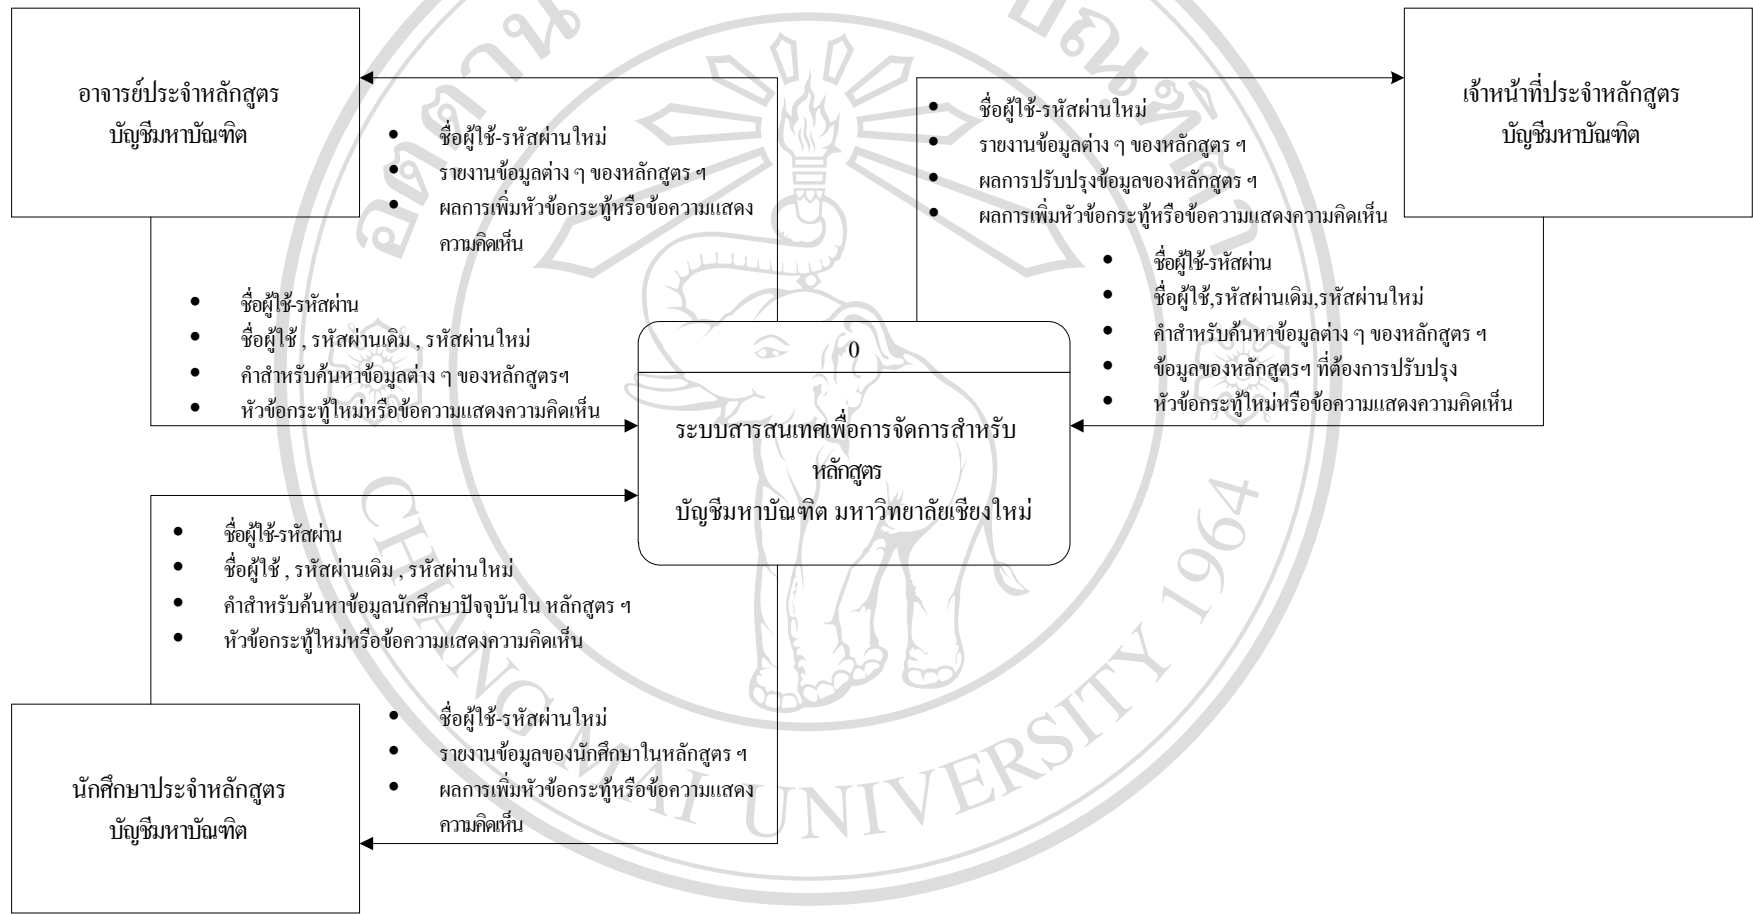 อาจารย์ประจำหลักสูตร
บัญชีมหาบัณฑิต
เจ้าหน้าที่ประจำหลักสูตร
บัญชีมหาบัณฑิต
• ชื่อผู้ใช้-รหัสผ่านใหม่
• รายงานข้อมูลต่าง ๆ ของหลักสูตร ฯ
• ผลการเพิ่มหัวข้อกระทู้หรือข้อความแสดง
ความคิดเห็น
• ชื่อผู้ใช้-รหัสผ่านใหม่
• รายงานข้อมูลต่าง ๆ ของหลักสูตร ฯ
• ผลการปรับปรุงข้อมูลของหลักสูตร ฯ
• ผลการเพิ่มหัวข้อกระทู้หรือข้อความแสดงความคิดเห็น
• ชื่อผู้ใช้-รหัสผ่าน
• ชื่อผู้ใช้ , รหัสผ่านเดิม , รหัสผ่านใหม่
• คำสำหรับค้นหาข้อมูลต่าง ๆ ของหลักสูตรฯ
• หัวข้อกระทู้ใหม่หรือข้อความแสดงความคิดเห็น
• ชื่อผู้ใช้-รหัสผ่าน
• ชื่อผู้ใช้,รหัสผ่านเดิม,รหัสผ่านใหม่
• คำสำหรับค้นหาข้อมูลต่าง ๆ ของหลักสูตร ฯ
• ข้อมูลของหลักสูตรฯ ที่ต้องการปรับปรุง
• หัวข้อกระทู้ใหม่หรือข้อความแสดงความคิดเห็น
0
ระบบสารสนเทศเพื่อการจัดการสำหรับ
หลักสูตร
บัญชีมหาบัณฑิต มหาวิทยาลัยเชียงใหม่
• ชื่อผู้ใช้-รหัสผ่าน
• ชื่อผู้ใช้ , รหัสผ่านเดิม , รหัสผ่านใหม่
• คำสำหรับค้นหาข้อมูลนักศึกษาปัจจุบันใน หลักสูตร ฯ
• หัวข้อกระทู้ใหม่หรือข้อความแสดงความคิดเห็น
• ชื่อผู้ใช้-รหัสผ่านใหม่
• รายงานข้อมูลของนักศึกษาในหลักสูตร ฯ
• ผลการเพิ่มหัวข้อกระทู้หรือข้อความแสดง
ความคิดเห็น
นักศึกษาประจำหลักสูตร
บัญชีมหาบัณฑิต
CHIANG MAI UNIVERSITY 1964